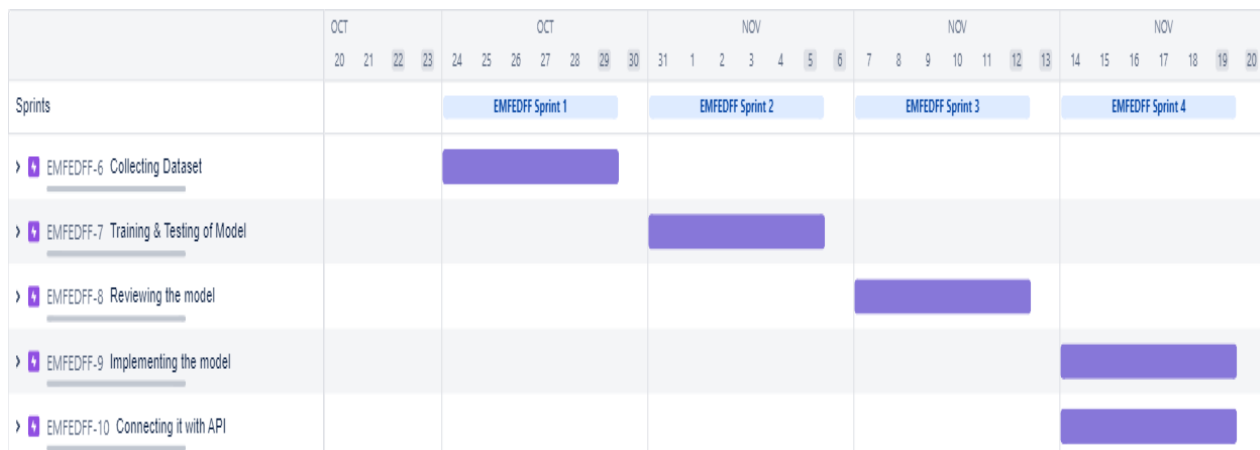 OCT OCT NOV NOV NOV
20 21 22 23 24 25 26 27 28 29 30 31 1 2 3 4 5 6 7 8 9 10 11 12 13 14 15 16 17 18 19 20
Sprints EMFEDFF Sprint 1 EMFEDFF Sprint 2 EMFEDFF Sprint 3 EMFEDFF Sprint 4
EMFEDFF-6 Collecting Dataset
EMFEDFF-7 Training & Testing of Model
EMFEDFF-8 Reviewing the model
EMFEDFF-9 Implementing the model
EMFEDFF-10 Connecting it with API